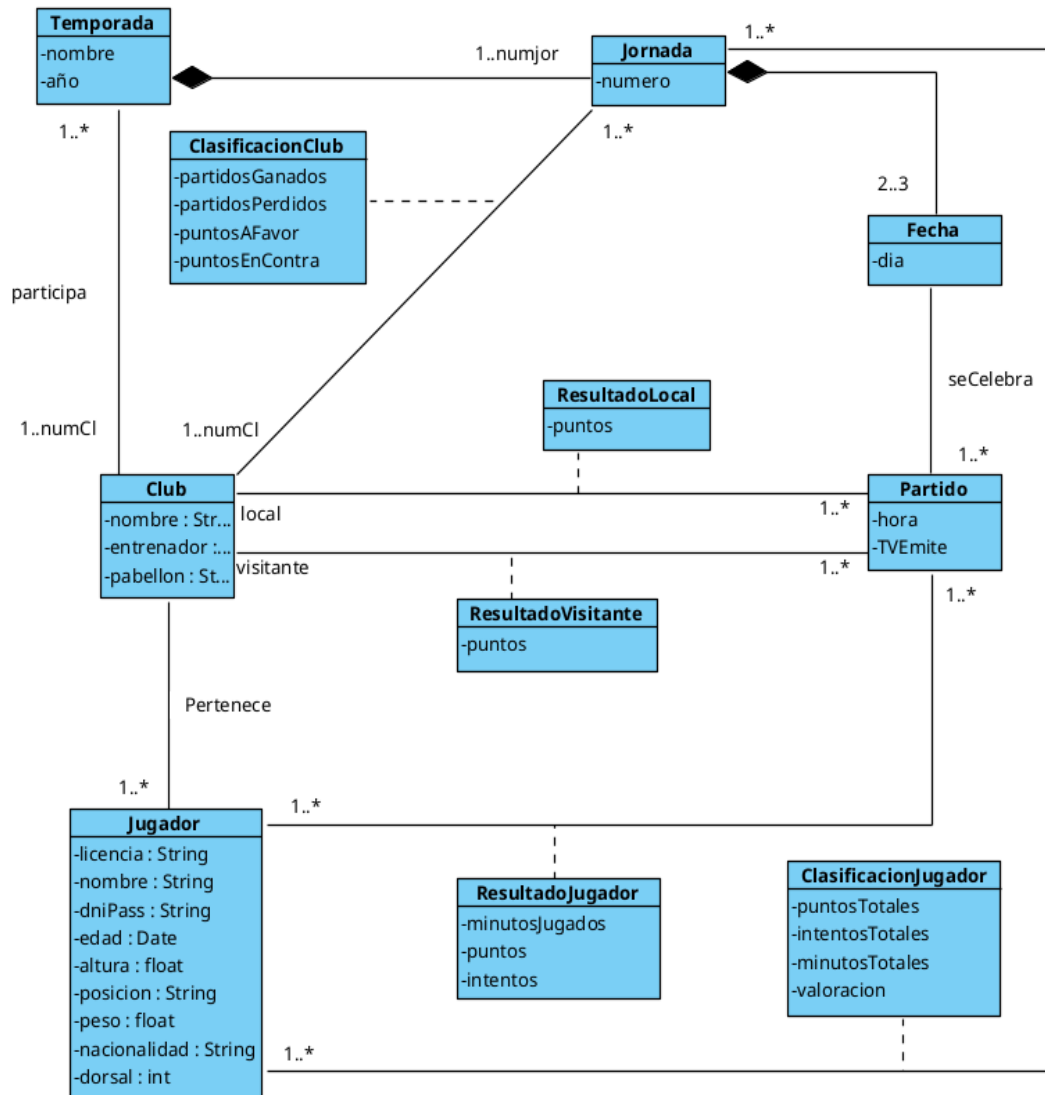 Temporada
-nombre
-año
1..numjor
Jornada
-numero
1..*
1..*
1..*
ClasificacionClub
-partidosGanados
-partidosPerdidos
-puntosAFavor
-puntosEnContra
2..3
Fecha
-dia
participa
seCelebra
ResultadoLocal
-puntos
1..numCl
1..numCl
1..*
Club
-nombre : Str...
-entrenador :...
-pabellon : St...
local
1..*
Partido
-hora
-TVEmite
visitante
1..*
1..*
ResultadoVisitante
-puntos
Pertenece
1..*
1..*
Jugador
-licencia : String
-nombre : String
-dniPass : String
-edad : Date
-altura : float
-posicion : String
-peso : float
-nacionalidad : String
-dorsal : int
ResultadoJugador
-minutosJugados
-puntos
-intentos
ClasificacionJugador
-puntosTotales
-intentosTotales
-minutosTotales
-valoracion
1..*